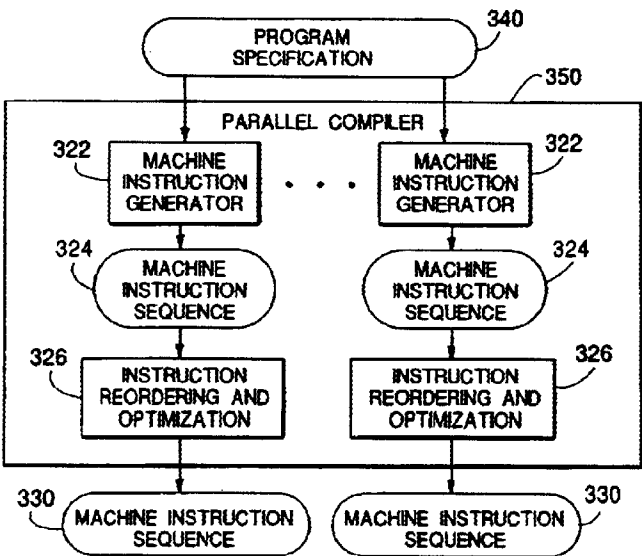 PROGRAM
SPECIFICATION
340
350
PARALLEL COMPILER
322
MACHINE
INSTRUCTION
GENERATOR
. . .
MACHINE
INSTRUCTION
GENERATOR
322
324
MACHINE
INSTRUCTION
SEQUENCE
MACHINE
INSTRUCTION
SEQUENCE
324
326
INSTRUCTION
REORDERING AND
OPTIMIZATION
INSTRUCTION
REORDERING AND
OPTIMIZATION
326
330
MACHINE INSTRUCTION
SEQUENCE
MACHINE INSTRUCTION
SEQUENCE
330